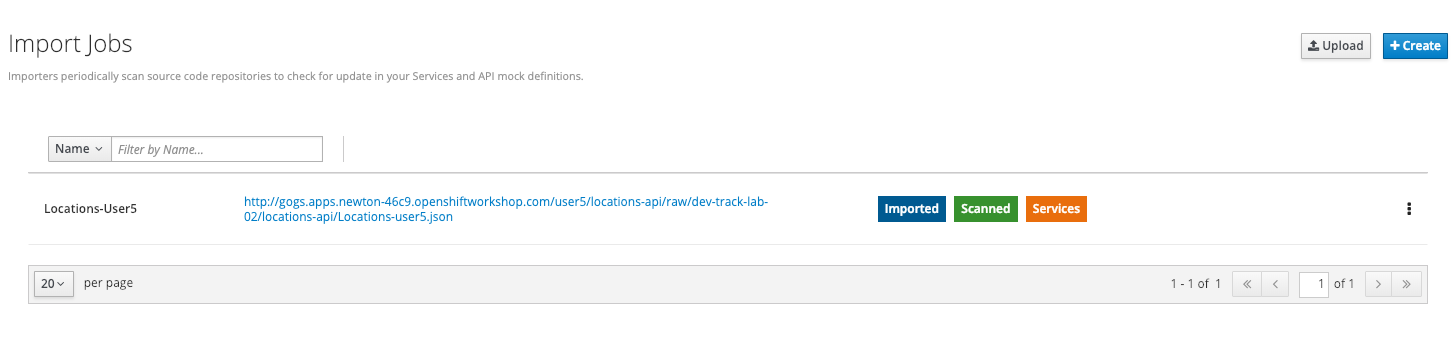 Import Jobs
Upload
Create
Importers periodically scan source code repositories to check for update in your Services and API mock definitions.
Name
Filter by Name...
Locations-User5
http://gogs.apps.newton-46c9.openshiftworkshop.com/user5/locations-api/raw/dev-track-lab-
02/locations-api/Locations-user5.json
Imported
Scanned
Services
20
per page
1 - 1 of 1
1
of 1